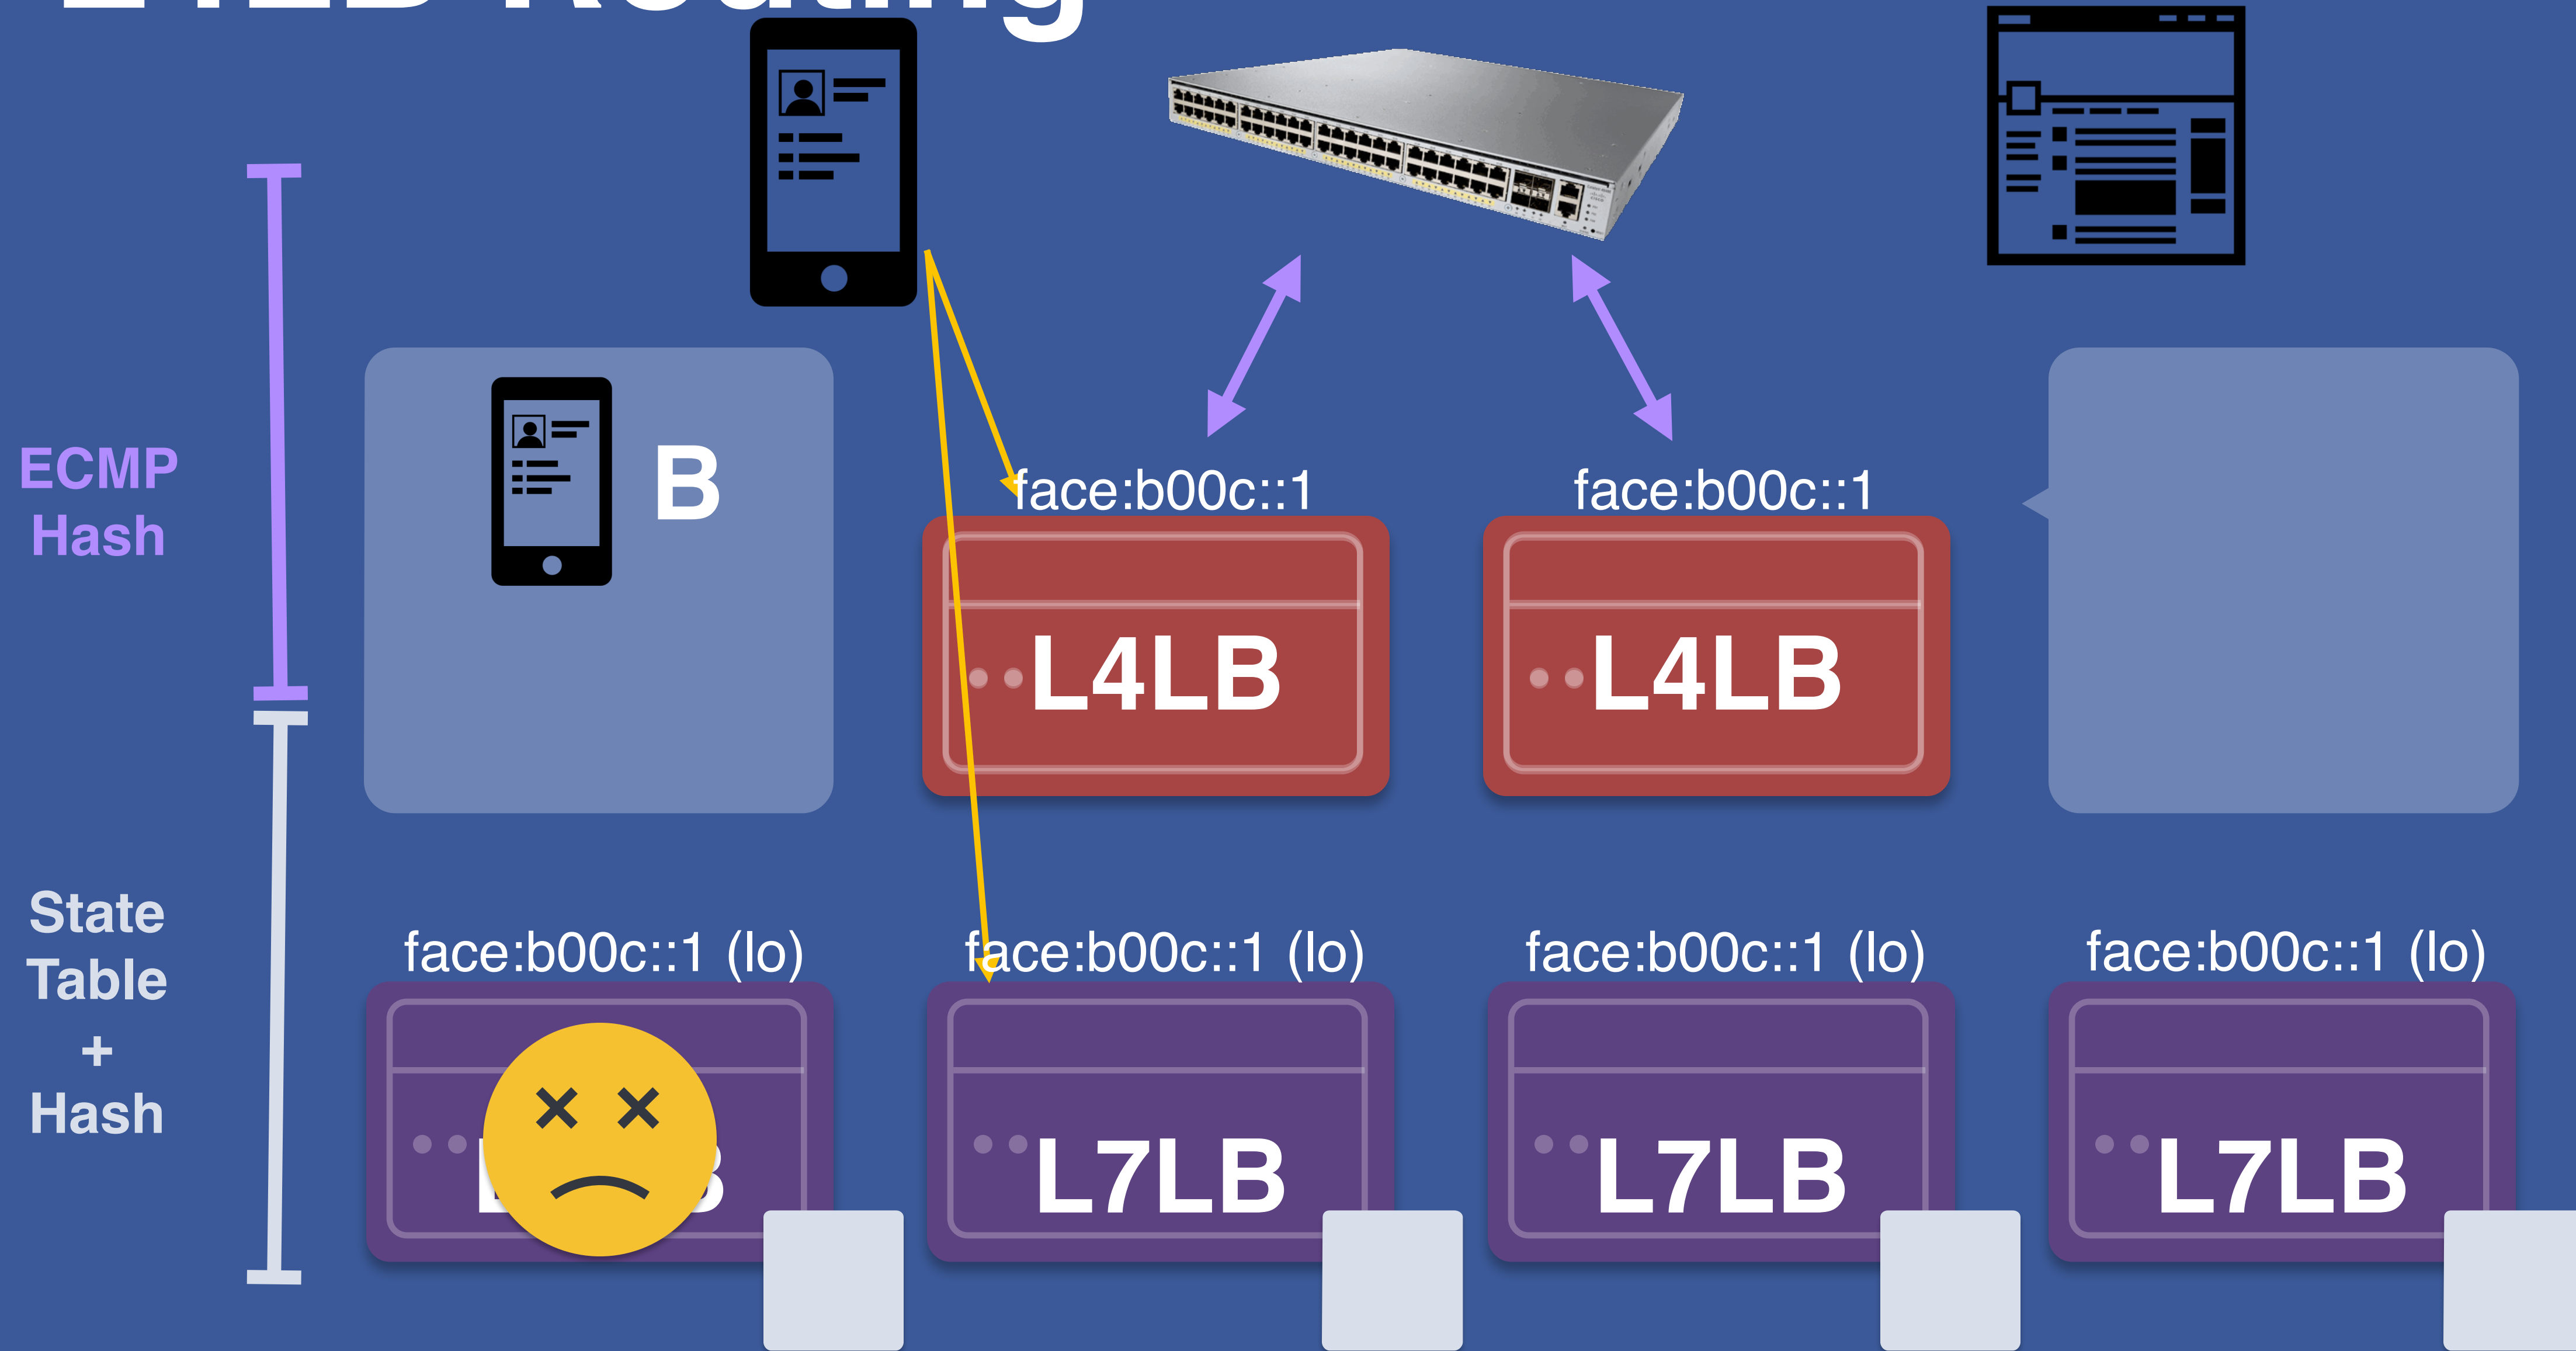 ECMP
Hash
B
face:b00c::1
face:b00c::1
L4LB
L4LB
State
Table
+
Hash
face:b00c::1 (lo)
face:b00c::1 (lo)
face:b00c::1 (lo)
face:b00c::1 (lo)
L7LB
L7LB
L7LB